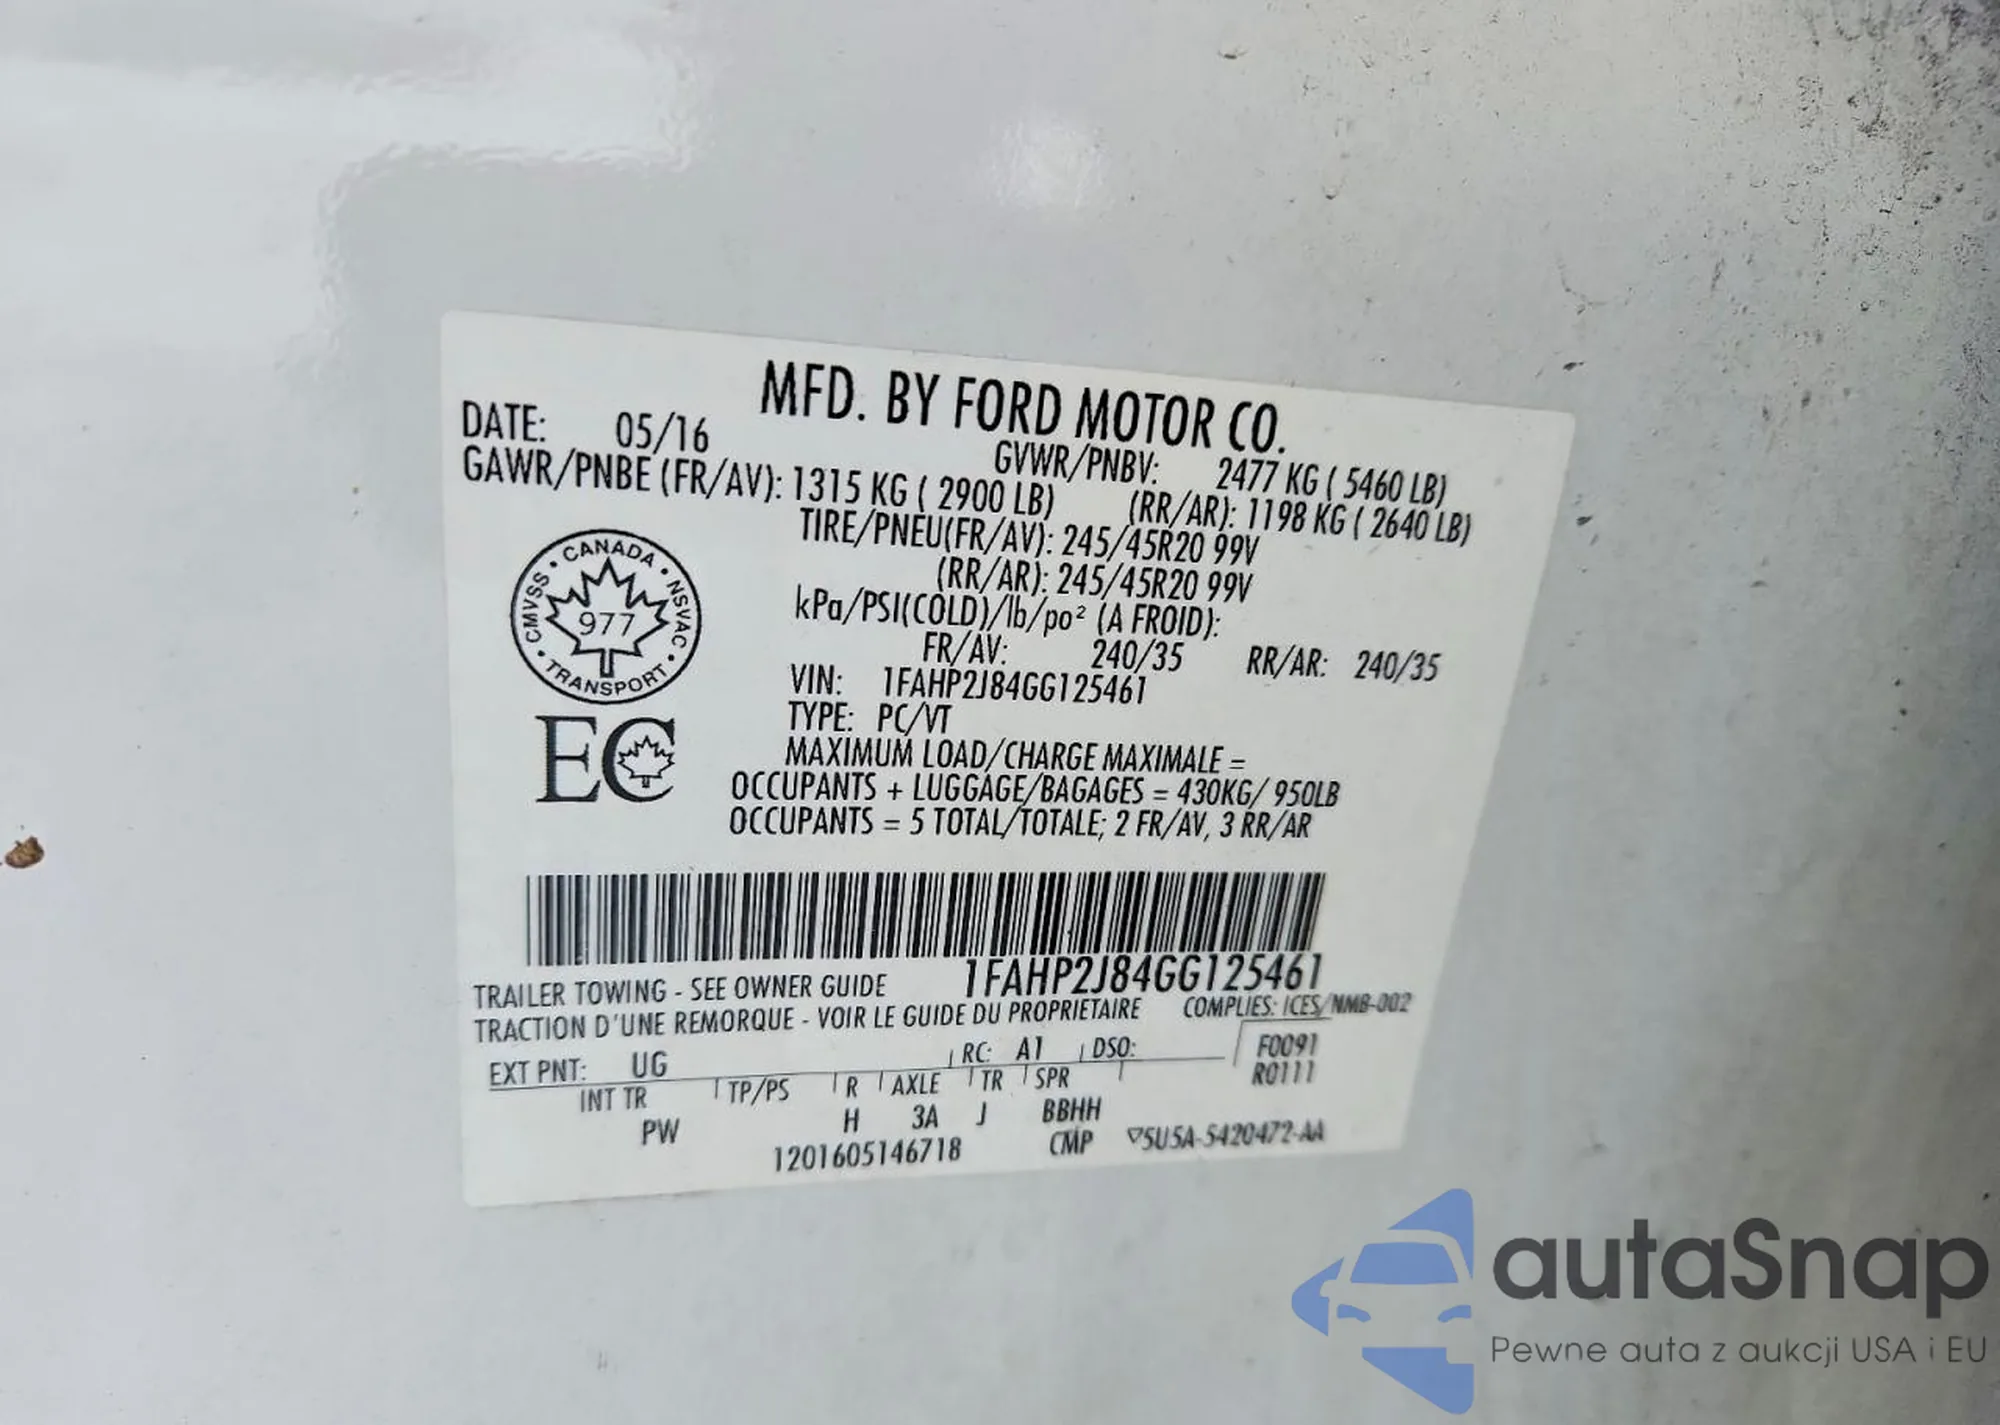 MFD. BY FORD MOTOR CO.
DATE: 05/16 GVWR/PNBV: 2477 KG ( 5460 LB)
GAWR/PNBE (FR/AV): 1315 KG ( 2900 LB) (RR/AR): 1198 KG ( 2640 LB)
TIRE/PNEU(FR/AV): 245/45R20 99V
(RR/AR): 245/45R20 99V
kPa/PSI(COLD)/lb/po² (A FROID):
FR/AV: 240/35 RR/AR: 240/35
VIN: 1FAHP2J84GG125461
TYPE: PC/VT
MAXIMUM LOAD/CHARGE MAXIMALE =
OCCUPANTS + LUGGAGE/BAGAGES = 430KG/ 950LB
OCCUPANTS = 5 TOTAL/TOTALE; 2 FR/AV, 3 RR/AR
CANADA • NSVAC • TRANSPORT • CMVSS •
977
EC
1FAHP2J84GG125461
TRAILER TOWING - SEE OWNER GUIDE
TRACTION D'UNE REMORQUE - VOIR LE GUIDE DU PROPRIETAIRE
COMPLIES: ICES/NMB-002
EXT PNT: UG RC: A1 DSO: F0091
INT TR TP/PS R AXLE TR SPR R0111
PW H 3A J BBHH
1201605146718 CMP ▽5U5A-5420472-AA
autaSnap
Pewne auta z aukcji USA i EU